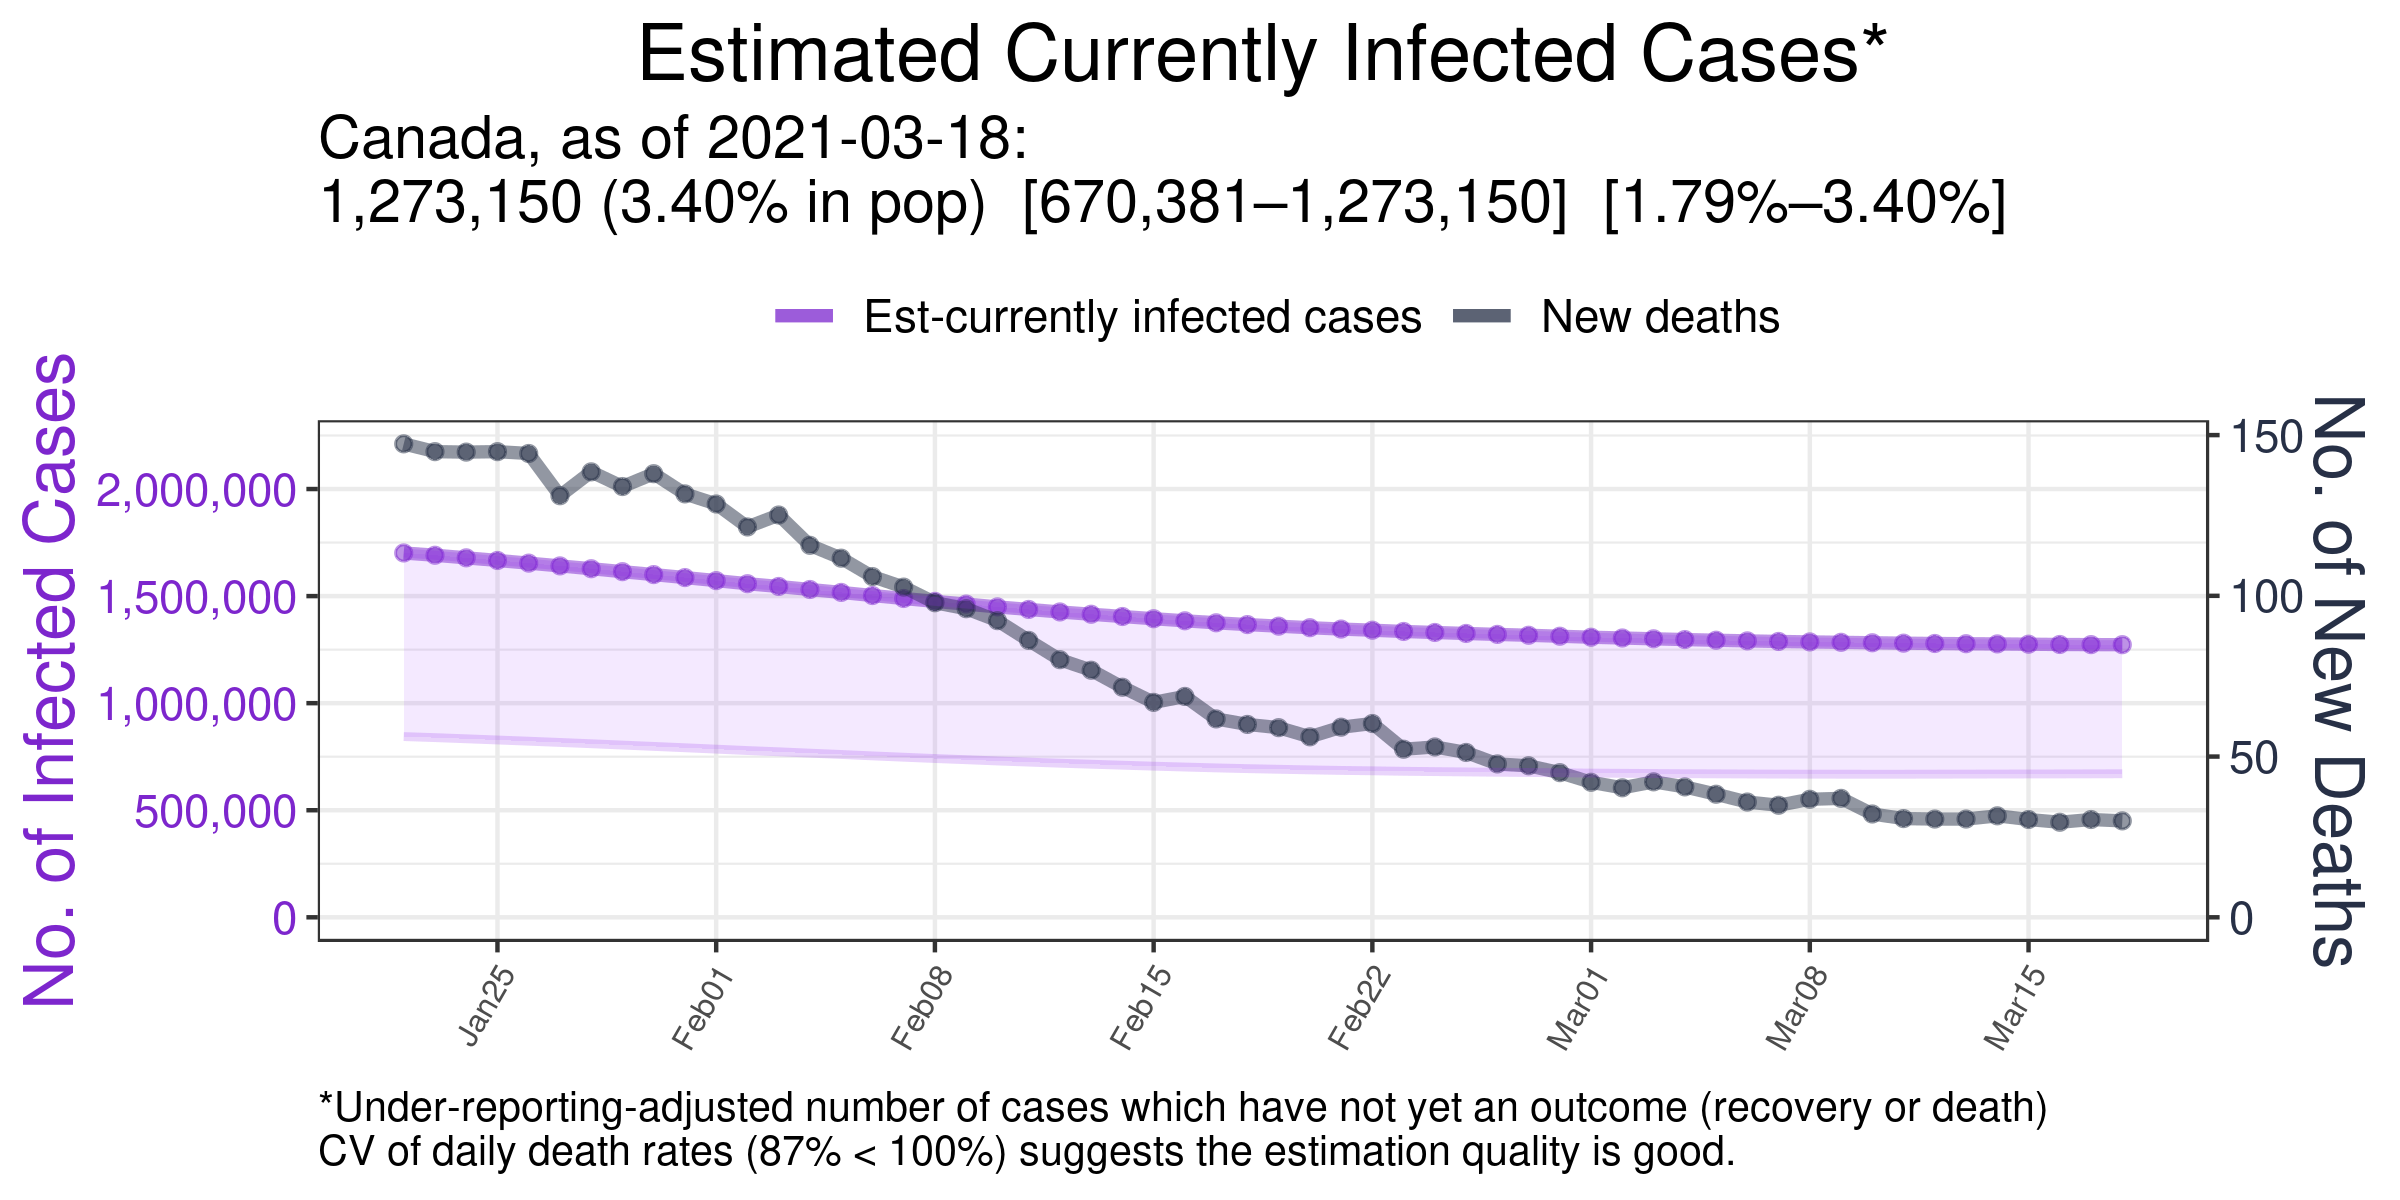 Estimated Currently Infected Cases*
Canada, as of 2021-03-18:
1,273,150 (3.40% in pop)  [670,381–1,273,150]  [1.79%–3.40%]
Est-currently infected cases
New deaths
No. of Infected Cases
2,000,000
1,500,000
1,000,000
500,000
0
150
100
50
0
No. of New Deaths
Jan25
Feb01
Feb08
Feb15
Feb22
Mar01
Mar08
Mar15
*Under-reporting-adjusted number of cases which have not yet an outcome (recovery or death)
CV of daily death rates (87% < 100%) suggests the estimation quality is good.